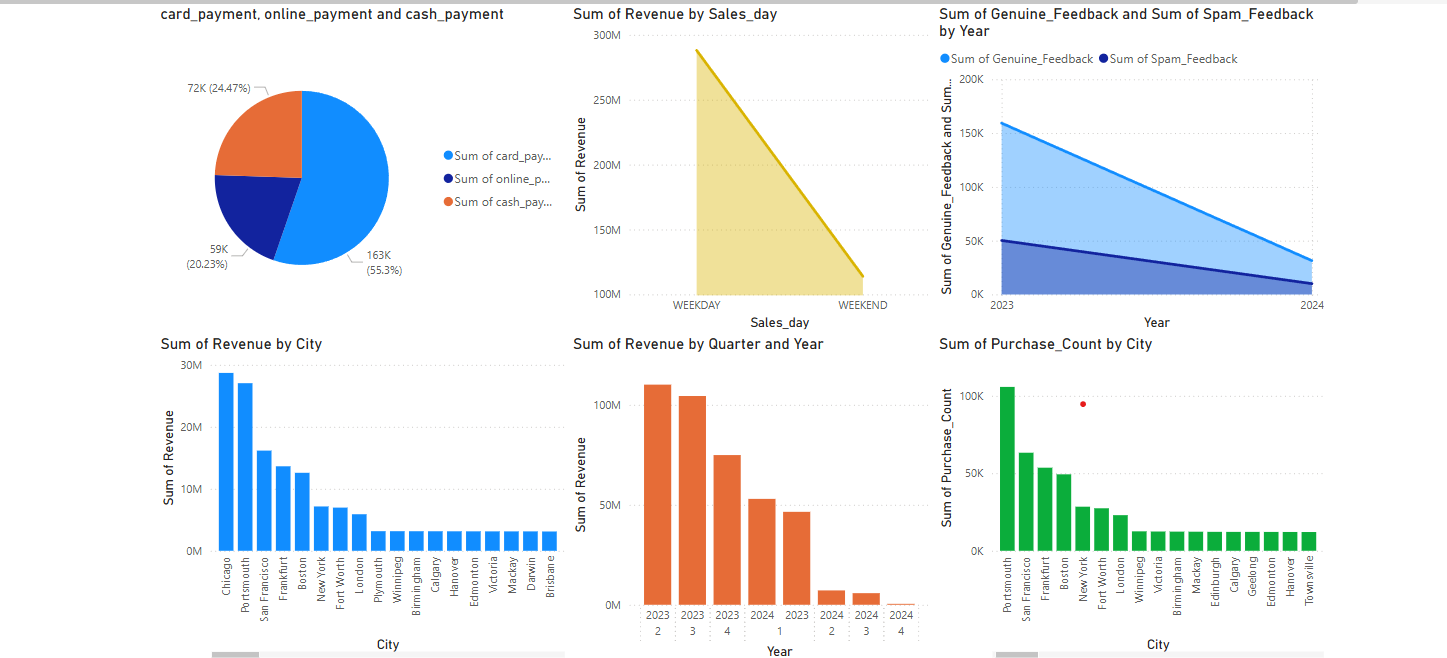 card_payment, online_payment and cash_payment
72K (24.47%)
59K
(20.23%)
163K
(55.3%)
Sum of card_pay...
Sum of online_p...
Sum of cash_pay...
Sum of Revenue by Sales_day
Sum of Revenue
300M
250M
200M
150M
100M
WEEKDAY
WEEKEND
Sales_day
Sum of Genuine_Feedback and Sum of Spam_Feedback
by Year
Sum of Genuine_Feedback
Sum of Spam_Feedback
Sum of Genuine_Feedback and Sum...
200K
150K
100K
50K
0K
2023
2024
Year
Sum of Revenue by City
Sum of Revenue
30M
20M
10M
0M
Chicago
Portsmouth
San Francisco
Frankfurt
Boston
New York
Fort Worth
London
Plymouth
Winnipeg
Birmingham
Calgary
Hanover
Edmonton
Victoria
Mackay
Darwin
Brisbane
City
Sum of Revenue by Quarter and Year
Sum of Revenue
100M
50M
0M
2023 2023 2023 2024 2023 2024 2024 2024
2 3 4 1 2 3 4
Year
Sum of Purchase_Count by City
Sum of Purchase_Count
100K
50K
0K
Portsmouth
San Francisco
Frankfurt
Boston
New York
Fort Worth
London
Winnipeg
Victoria
Birmingham
Mackay
Edinburgh
Calgary
Geelong
Edmonton
Hanover
Townsville
City